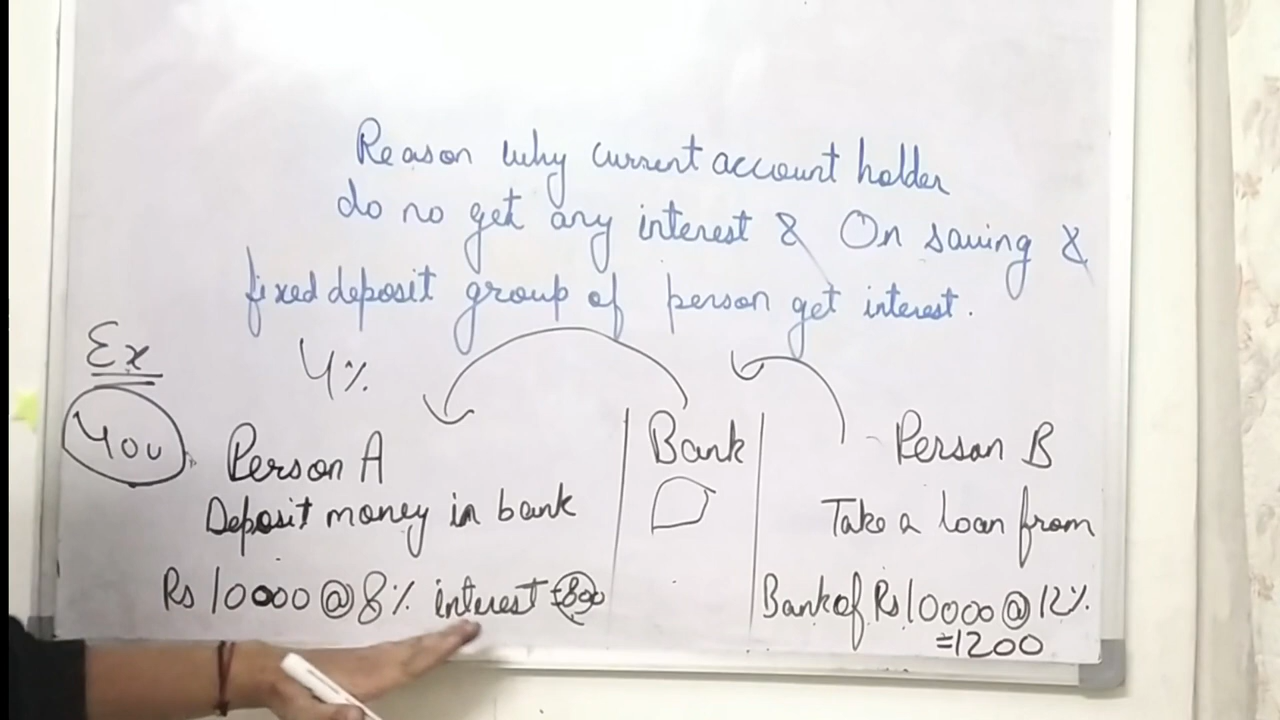 Reason why current account holder
do no get any interest & On saving &
fixed deposit group of person get interest.
Ex
4%
You
Person A
Deposit money in bank
Rs 10000 @ 8% interest = 800
Bank
Person B
Take a loan from
Bank of Rs 10000 @ 12%
=1200